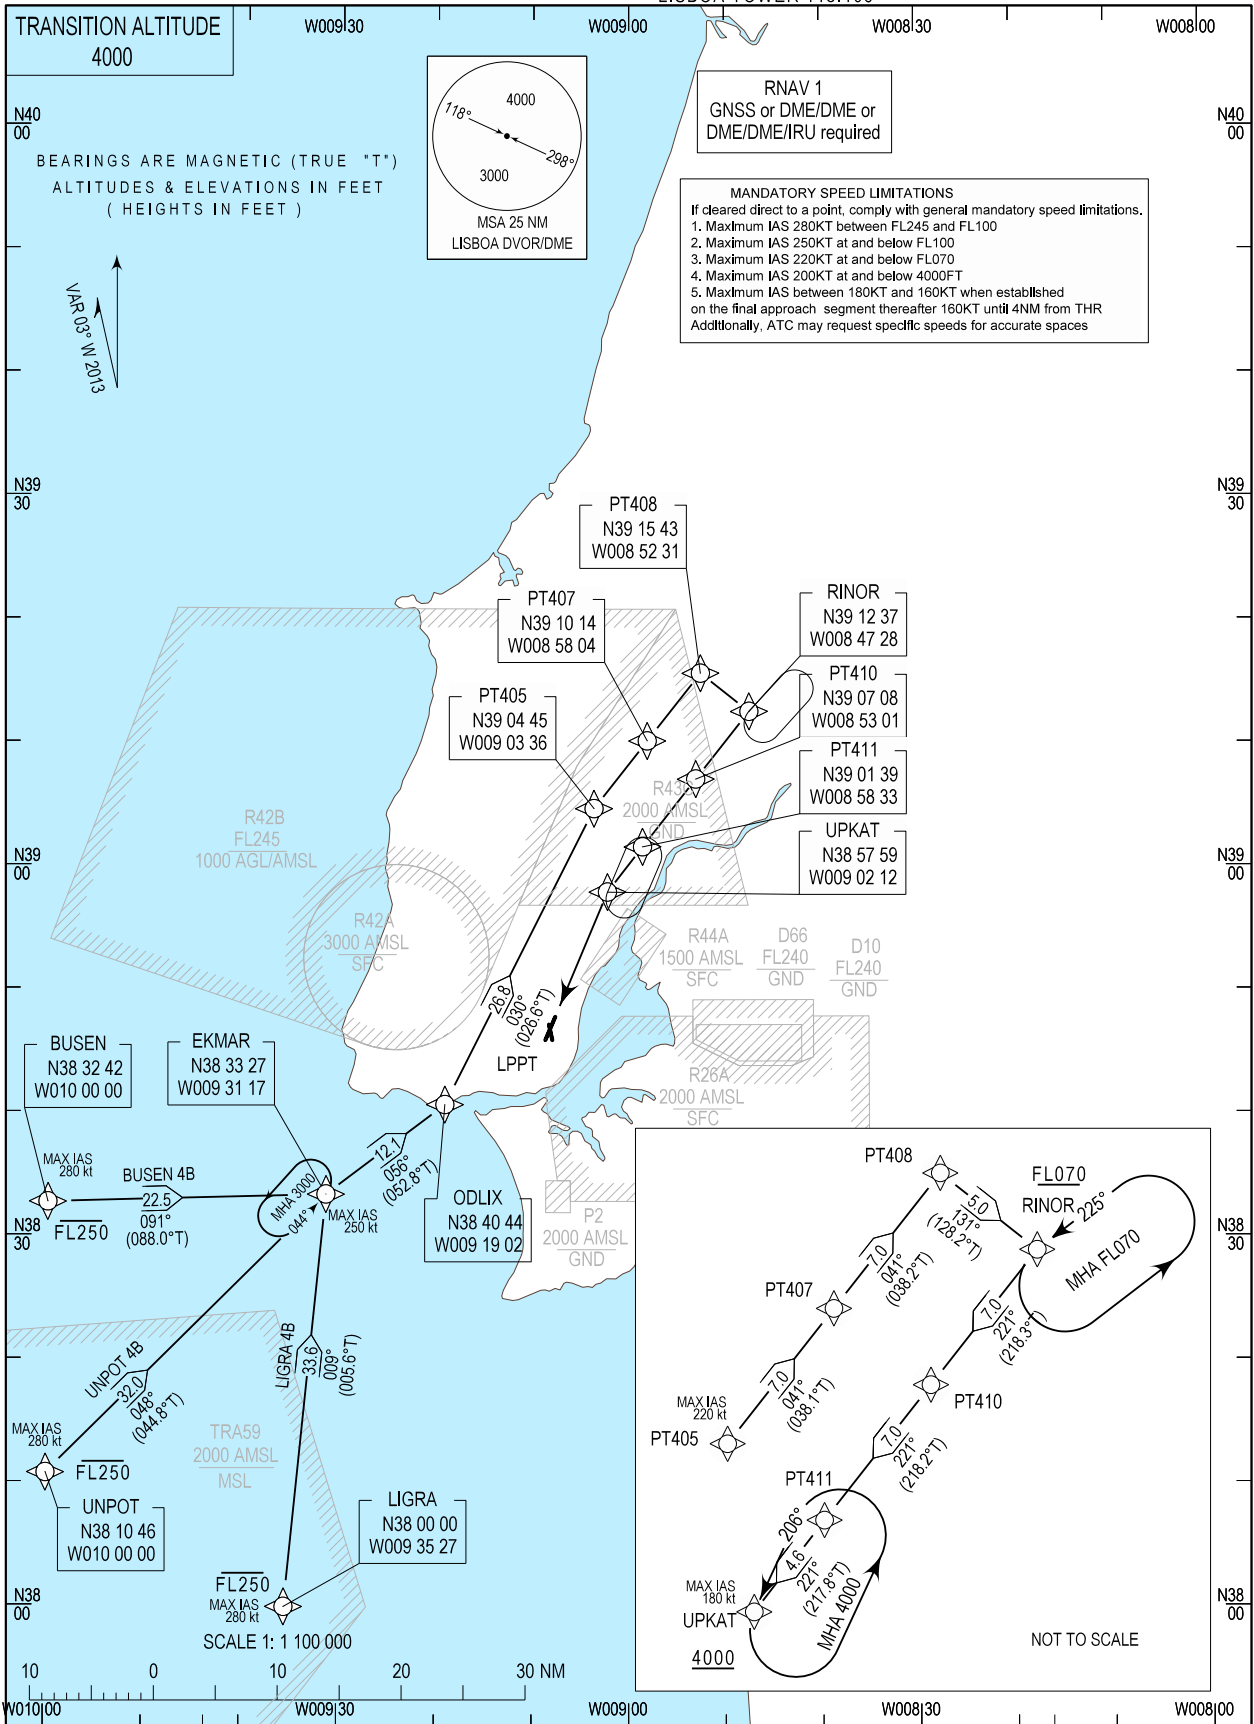 TRANSITION ALTITUDE
4000
W009 30
W009 00
W008 30
W008 00
N40
00
N40
00
BEARINGS ARE MAGNETIC (TRUE "T")
ALTITUDES & ELEVATIONS IN FEET
( HEIGHTS IN FEET )
VAR 03° W 2013
4000
118°
298°
3000
MSA 25 NM
LISBOA DVOR/DME
RNAV 1
GNSS or DME/DME or
DME/DME/IRU required
MANDATORY SPEED LIMITATIONS
If cleared direct to a point, comply with general mandatory speed limitations.
1. Maximum IAS 280KT between FL245 and FL100
2. Maximum IAS 250KT at and below FL100
3. Maximum IAS 220KT at and below FL070
4. Maximum IAS 200KT at and below 4000FT
5. Maximum IAS between 180KT and 160KT when established
on the final approach segment thereafter 160KT until 4NM from THR
Additionally, ATC may request specific speeds for accurate spaces
N39
30
N39
30
PT408
N39 15 43
W008 52 31
PT407
N39 10 14
W008 58 04
RINOR
N39 12 37
W008 47 28
PT405
N39 04 45
W009 03 36
PT410
N39 07 08
W008 53 01
PT411
N39 01 39
W008 58 33
UPKAT
N38 57 59
W009 02 12
R42B
FL245
1000 AGL/AMSL
R43C
2000 AMSL
GND
N39
00
N39
00
R42A
3000 AMSL
SFC
R44A
1500 AMSL
SFC
D66
FL240
GND
D10
FL240
GND
26.8
030°
(026.6°T)
LPPT
R26A
2000 AMSL
SFC
BUSEN
N38 32 42
W010 00 00
EKMAR
N38 33 27
W009 31 17
12.1
056°
(052.8°T)
MAX IAS
280 kt
BUSEN 4B
22.5
091°
(088.0°T)
FL250
MHA 3000
044°
MAX IAS
250 kt
ODLIX
N38 40 44
W009 19 02
P2
2000 AMSL
GND
N38
30
N38
30
UNPOT 4B
32.0
048°
(044.8°T)
LIGRA 4B
33.6
009°
(005.6°T)
MAX IAS
280 kt
FL250
UNPOT
N38 10 46
W010 00 00
TRA59
2000 AMSL
MSL
LIGRA
N38 00 00
W009 35 27
FL250
MAX IAS
280 kt
N38
00
N38
00
SCALE 1: 1 100 000
10
0
10
20
30 NM
PT408
5.0
131°
(128.2°T)
FL070
RINOR
225°
MHA FL070
7.0
041°
(038.2°T)
PT407
7.0
221°
(218.3°T)
7.0
041°
(038.1°T)
MAX IAS
220 kt
PT405
PT410
7.0
221°
(218.2°T)
PT411
206°
4.6
221°
(217.8°T)
MHA 4000
MAX IAS
180 kt
UPKAT
4000
NOT TO SCALE
W010 00
W009 30
W009 00
W008 30
W008 00